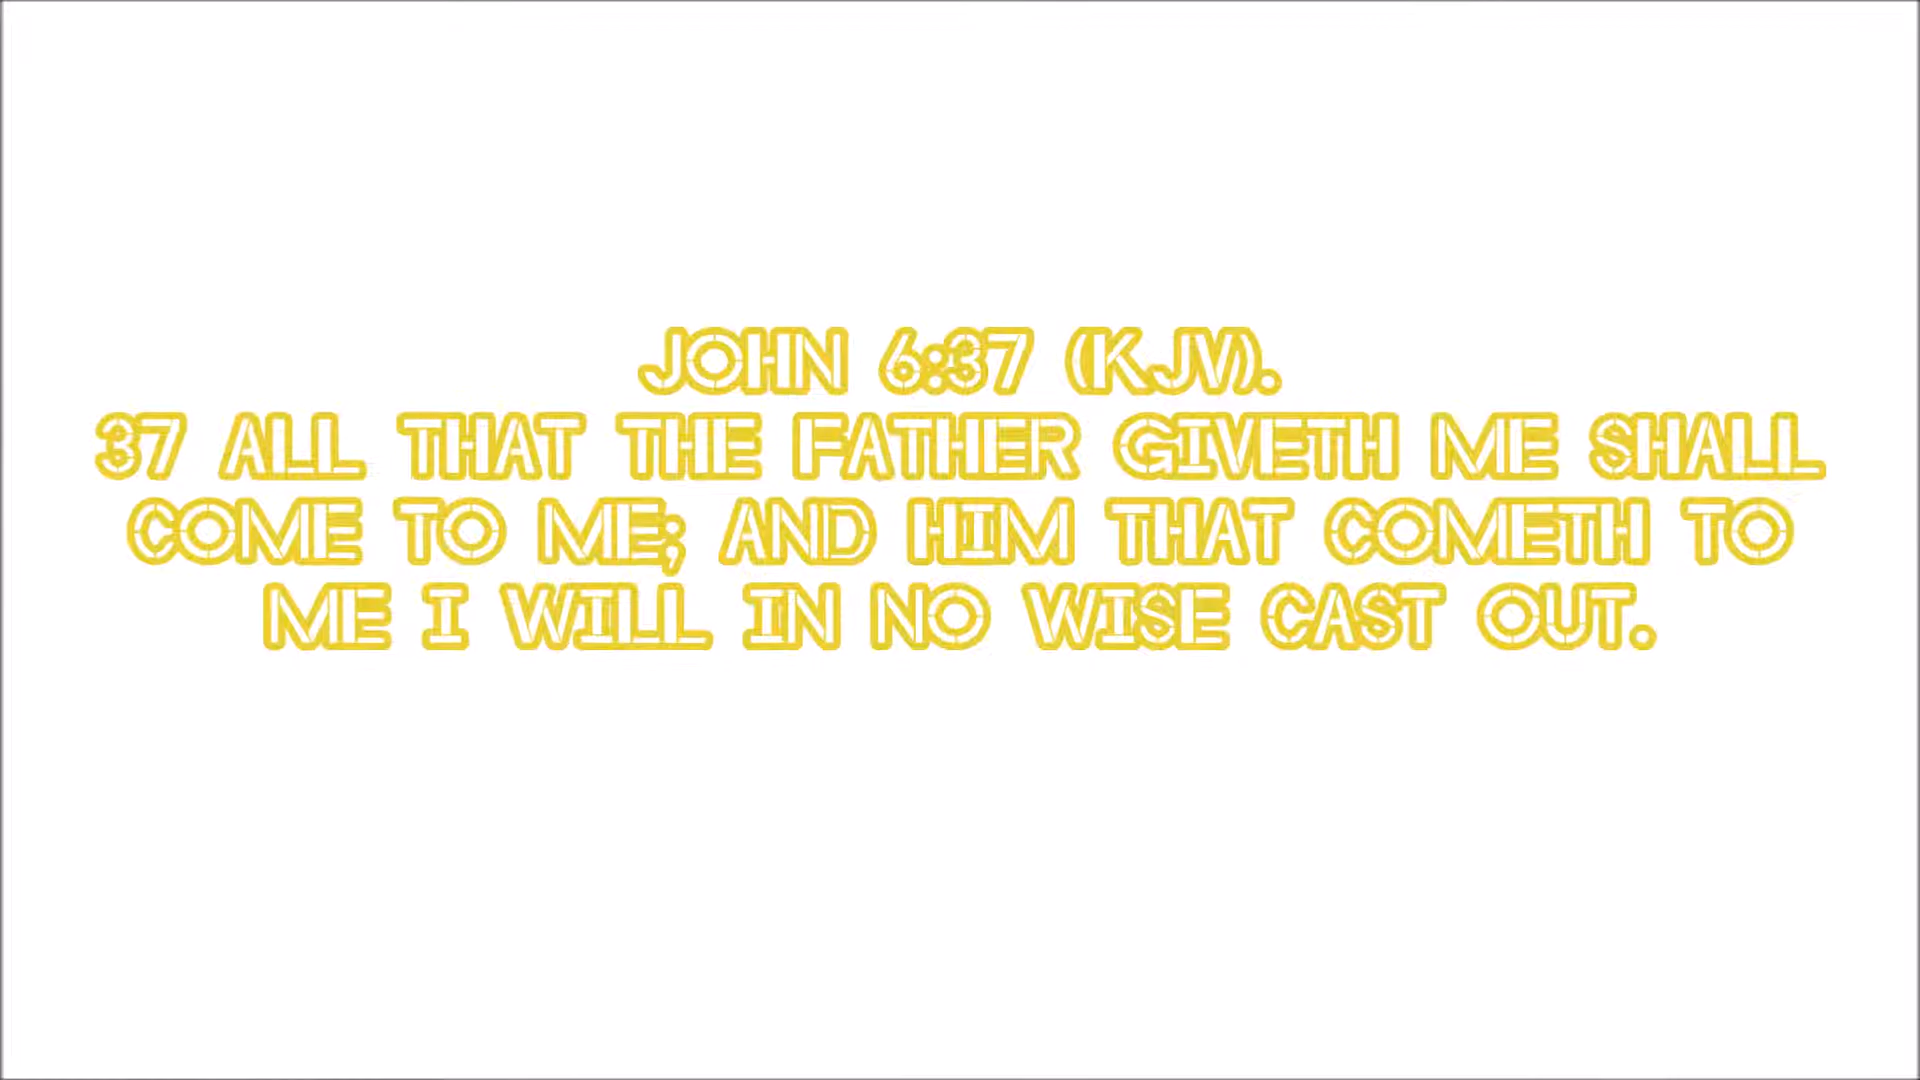 JOHN 6:37 (KJV).
37 ALL THAT THE FATHER GIVETH ME SHALL
COME TO ME; AND HIM THAT COMETH TO
ME I WILL IN NO WISE CAST OUT.